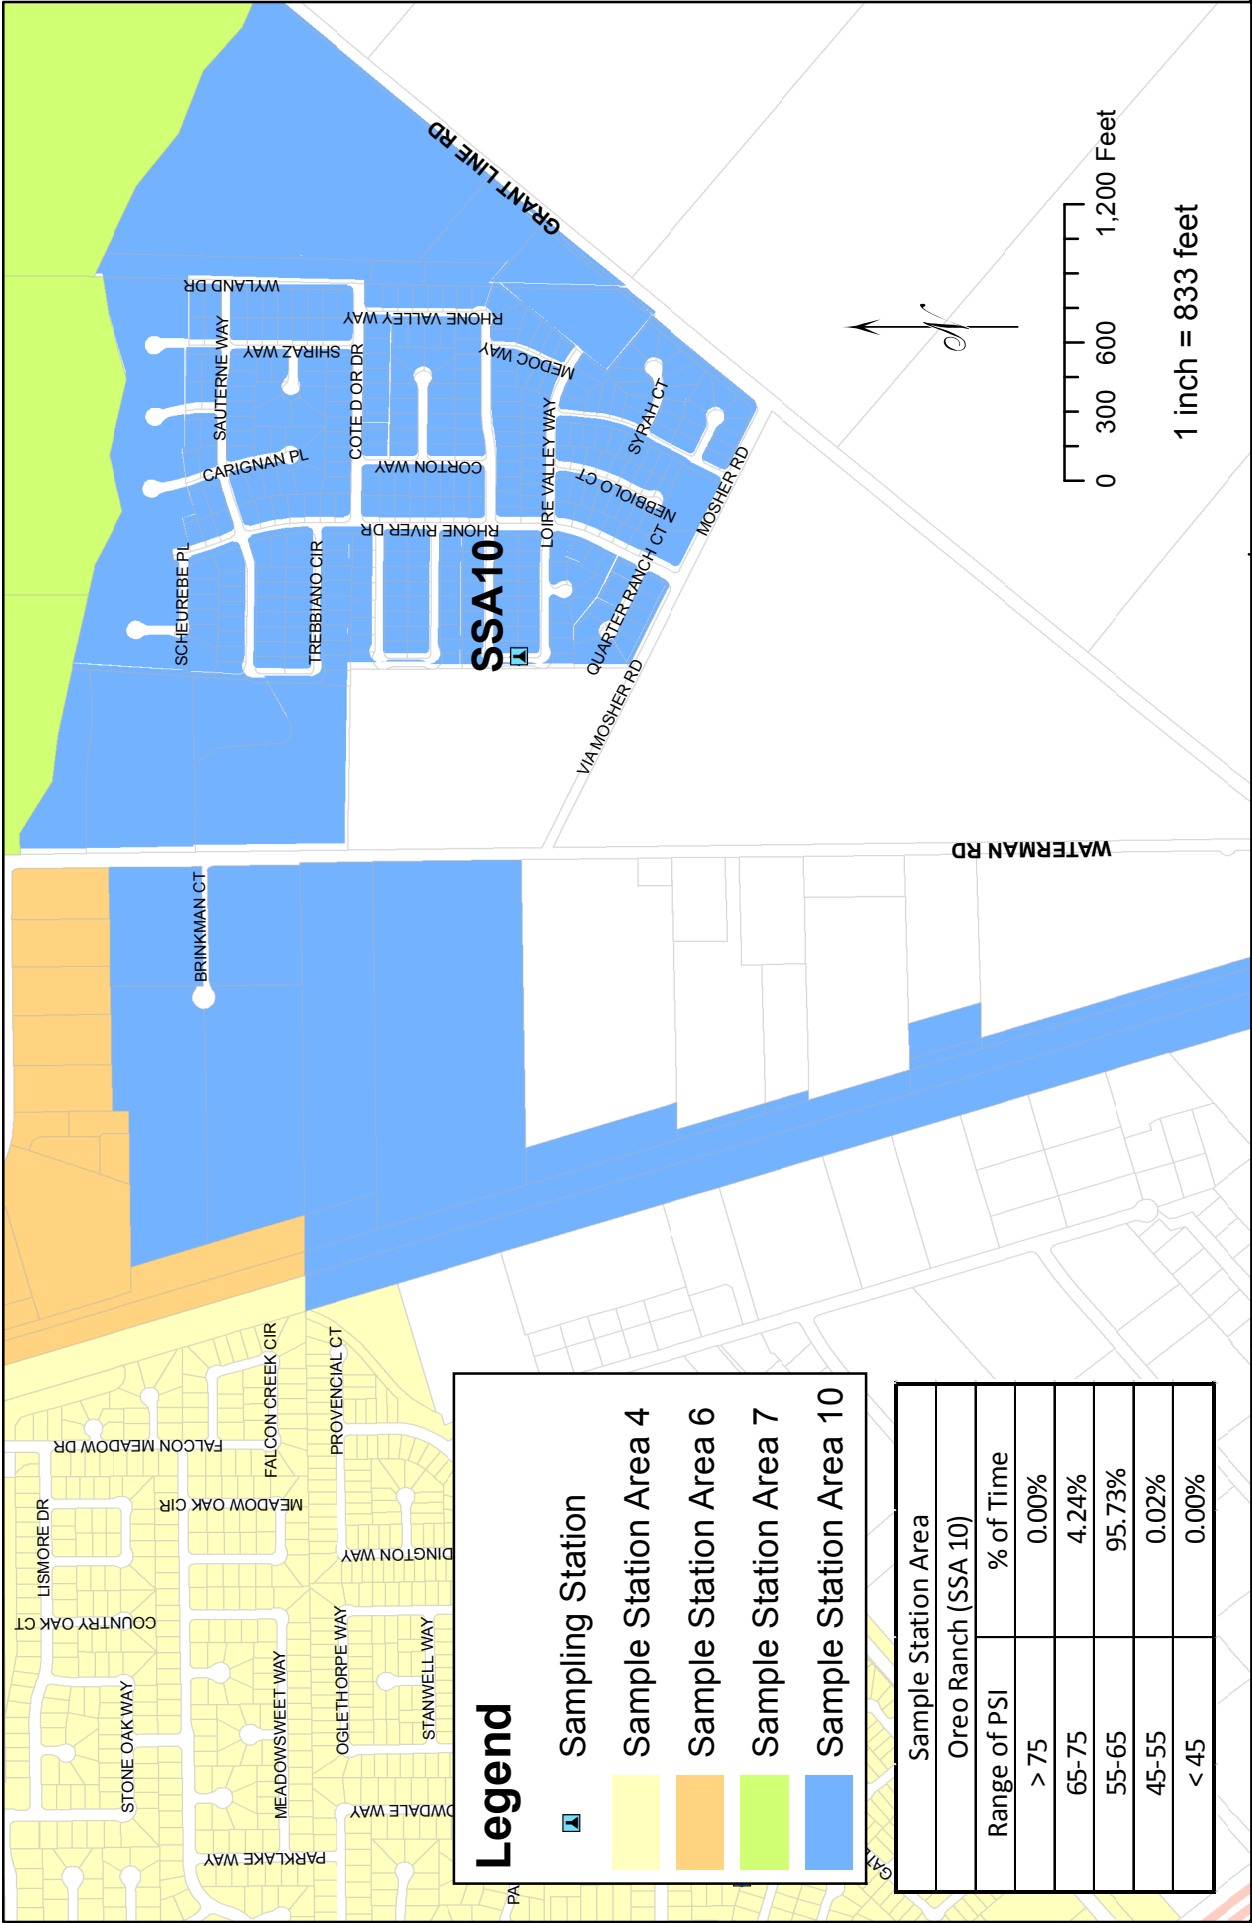 LISMORE DR
FALCON MEADOW DR
COUNTRY OAK CT
STONE OAK WAY
MEADOW OAK CIR
FALCON CREEK CIR
MEADOWSWEET WAY
PARKLAKE WAY
PROVENCIAL CT
OGLETHORPE WAY
DINGTON WAY
OWDALE WAY
STANWELL WAY
PA
GATE
BRINKMAN CT
WATERMAN RD
SCHEUREBE PL
SAUTERNE WAY
WYLAND DR
CARIGNAN PL
SHIRAZ WAY
TREBBIANO CIR
COTE D OR DR
RHONE VALLEY WAY
RHONE RIVER DR
CORTON WAY
GRANT LINE RD
SSA10
MEDOC WAY
LOIRE VALLEY WAY
SYRAH CT
NEBBIOLO CT
QUARTER RANCH CT
VIA MOSHER RD
MOSHER RD
Legend
Sampling Station
Sample Station Area 4
Sample Station Area 6
Sample Station Area 7
Sample Station Area 10
Sample Station Area
Oreo Ranch (SSA 10)
Range of PSI % of Time
> 75 0.00%
65-75 4.24%
55-65 95.73%
45-55 0.02%
< 45 0.00%
N
0 300 600 1,200 Feet
1 inch = 833 feet